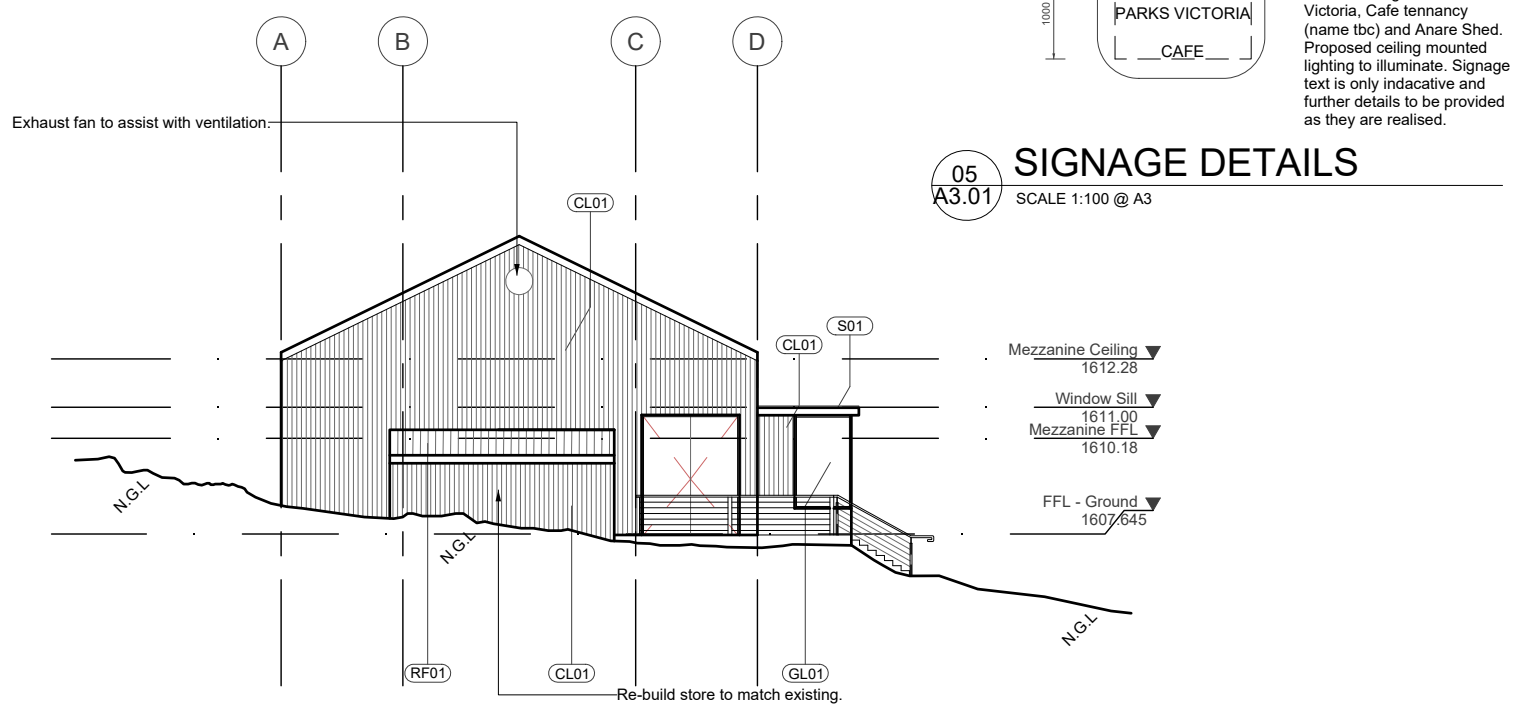 1000
PARKS VICTORIA
CAFE
Victoria, Cafe tennancy
(name tbc) and Anare Shed.
Proposed ceiling mounted
lighting to illuminate. Signage
text is only indacative and
further details to be provided
as they are realised.
05
A3.01
SIGNAGE DETAILS
SCALE 1:100 @ A3
A
B
C
D
Exhaust fan to assist with ventilation.
CL01
S01
CL01
Mezzanine Ceiling
1612.28
Window Sill
1611.00
Mezzanine FFL
1610.18
FFL - Ground
1607.645
N.G.L
N.G.L
N.G.L
RF01
CL01
GL01
Re-build store to match existing.